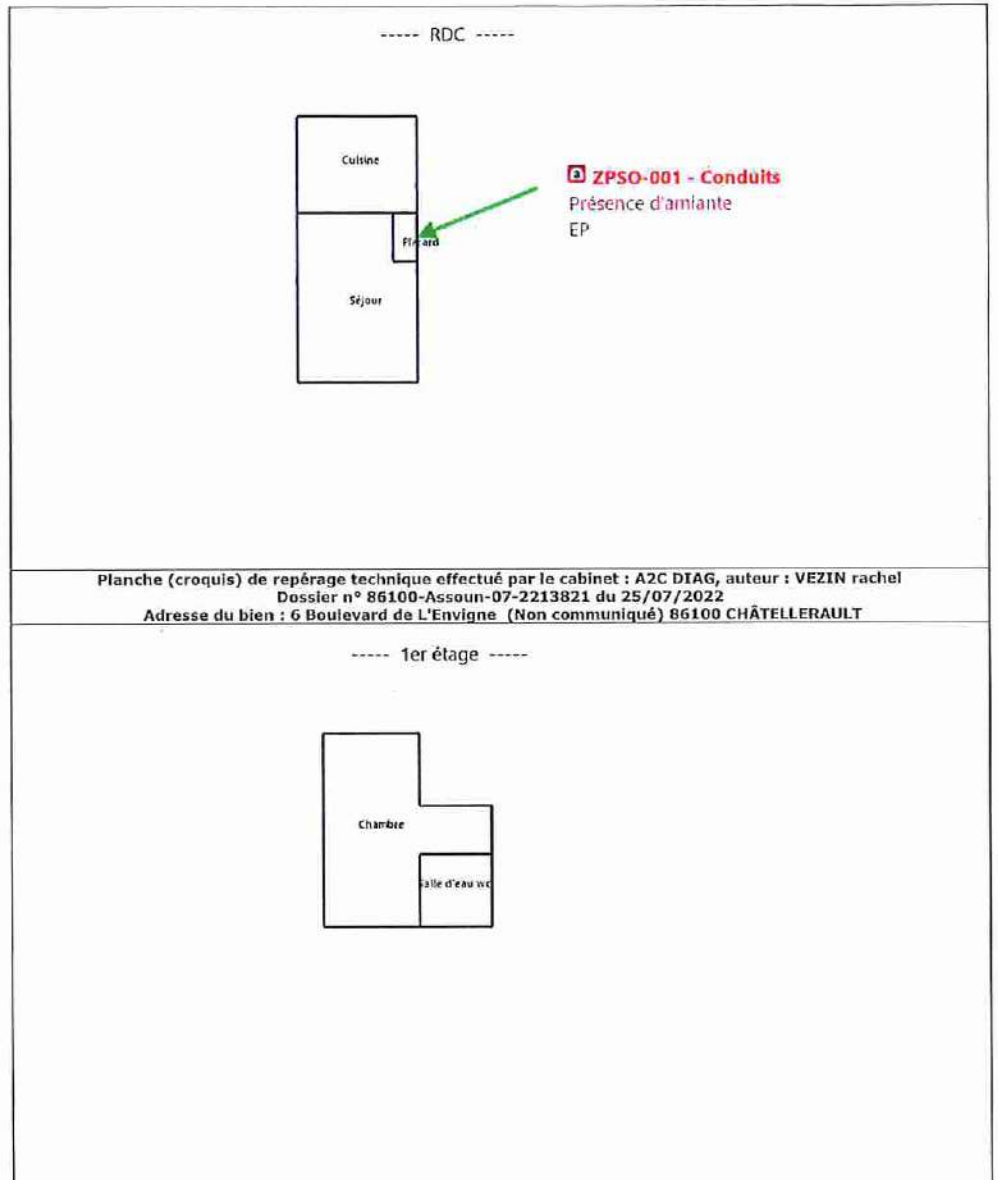 ----- RDC -----
Cuisine
a ZPSO-001 - Conduits
Présence d'amiante
EP
Placard
Séjour
Planche (croquis) de repérage technique effectué par le cabinet : A2C DIAG, auteur : VEZIN rachel
Dossier n° 86100-Assoun-07-2213821 du 25/07/2022
Adresse du bien : 6 Boulevard de L'Envigne (Non communiqué) 86100 CHÂTELLERAULT
----- 1er étage -----
Chambre
Salle d'eau wc